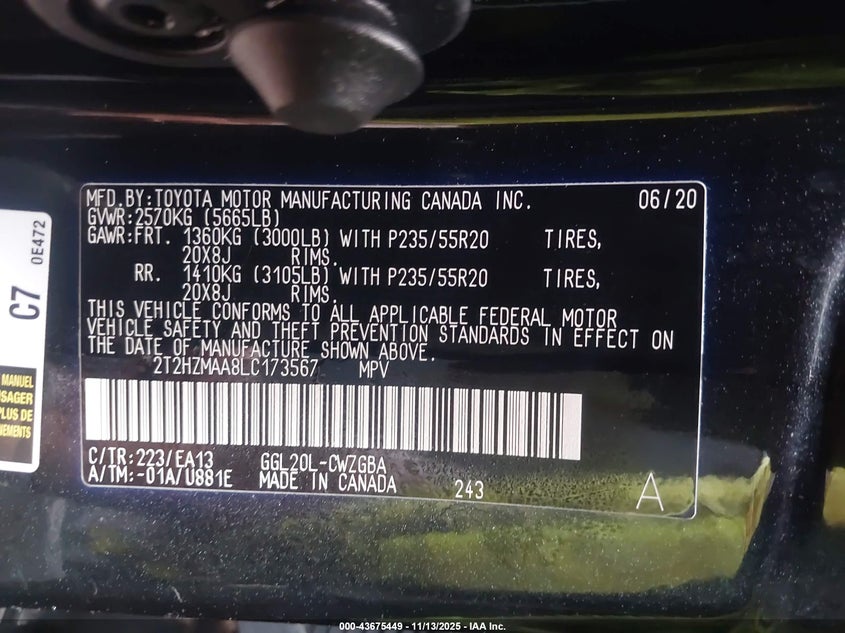 MFD.BY:TOYOTA MOTOR MANUFACTURING CANADA INC. 06/20
GVWR:2570KG (5665LB)
GAWR:FRT. 1360KG (3000LB) WITH P235/55R20 TIRES,
20X8J RIMS.
RR. 1410KG (3105LB) WITH P235/55R20 TIRES,
20X8J RIMS.
THIS VEHICLE CONFORMS TO ALL APPLICABLE FEDERAL MOTOR
VEHICLE SAFETY AND THEFT PREVENTION STANDARDS IN EFFECT ON
THE DATE OF MANUFACTURE SHOWN ABOVE.
2T2HZMAA8LC173567 MPV
C/TR:223/EA13 GGL20L-CWZGBA
A/TM:-01A/U881E MADE IN CANADA 243 A
C7 0E472
MANUEL
USAGER
PLUS DE
000-43675449 - 11/13/2025 - IAA Inc.